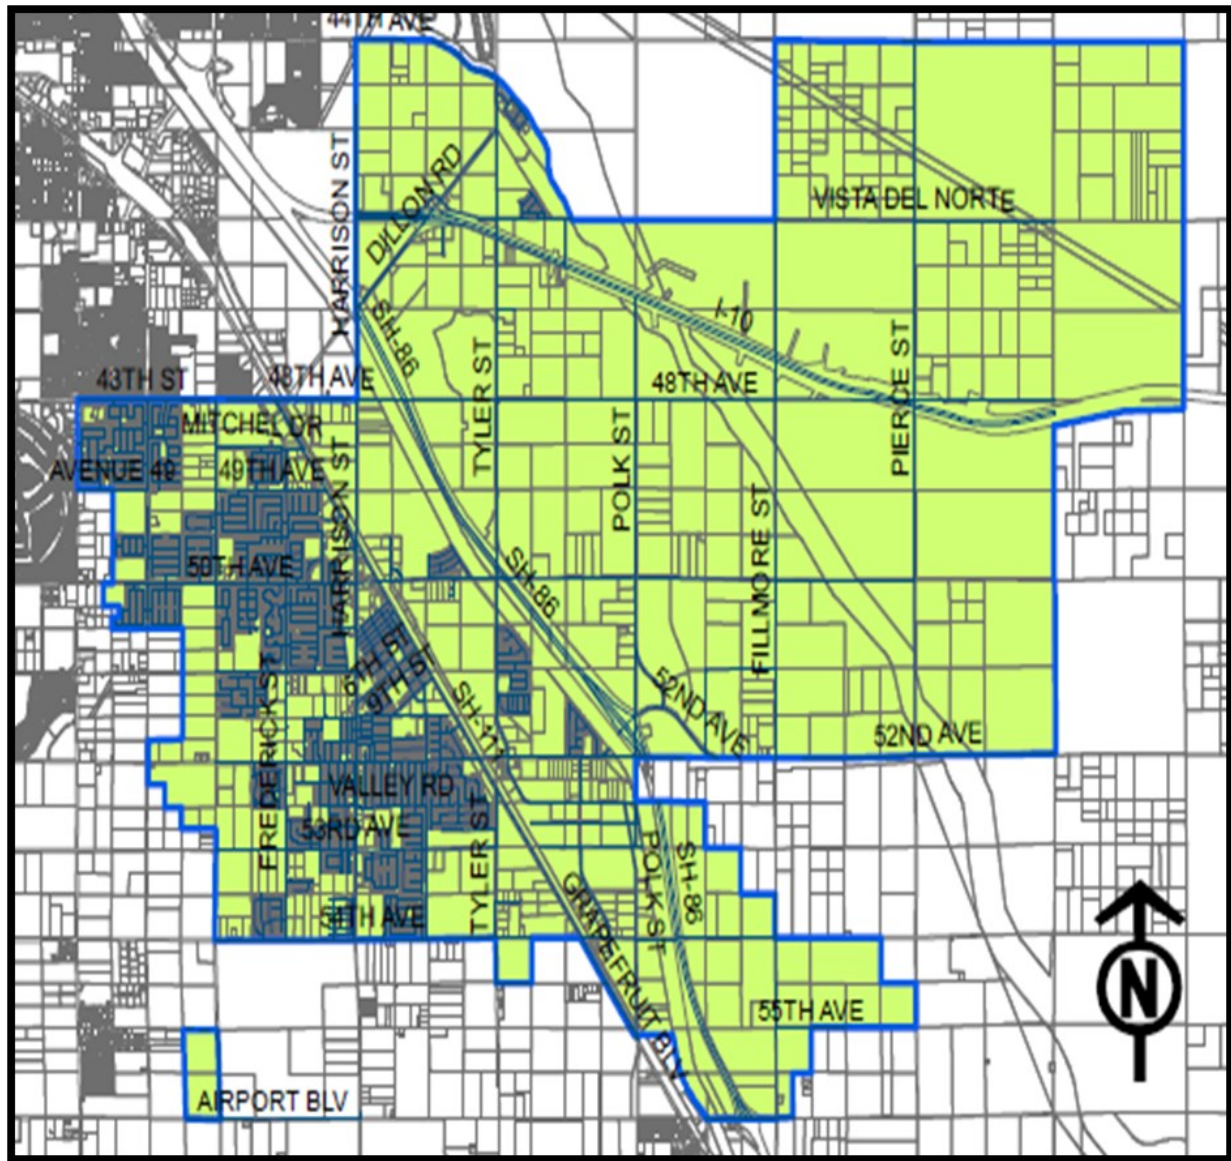 44TH AVE
HARRISON ST
DILLON RD
VISTA DEL NORTE
SH-86
I-10
43TH ST
48TH AVE
48TH AVE
TYLER ST
PIERCE ST
MITCHEL DR
AVENUE 49
49TH AVE
HARRISON ST
POLK ST
FILLMORE ST
50TH AVE
SH-86
6TH ST
9TH ST
FREDERICK ST
SH-111
52ND AVE
52ND AVE
VALLEY RD
53RD AVE
TYLER ST
POLK ST
SH-86
54TH AVE
GRAPEFRUIT BLV
55TH AVE
N
AIRPORT BLV